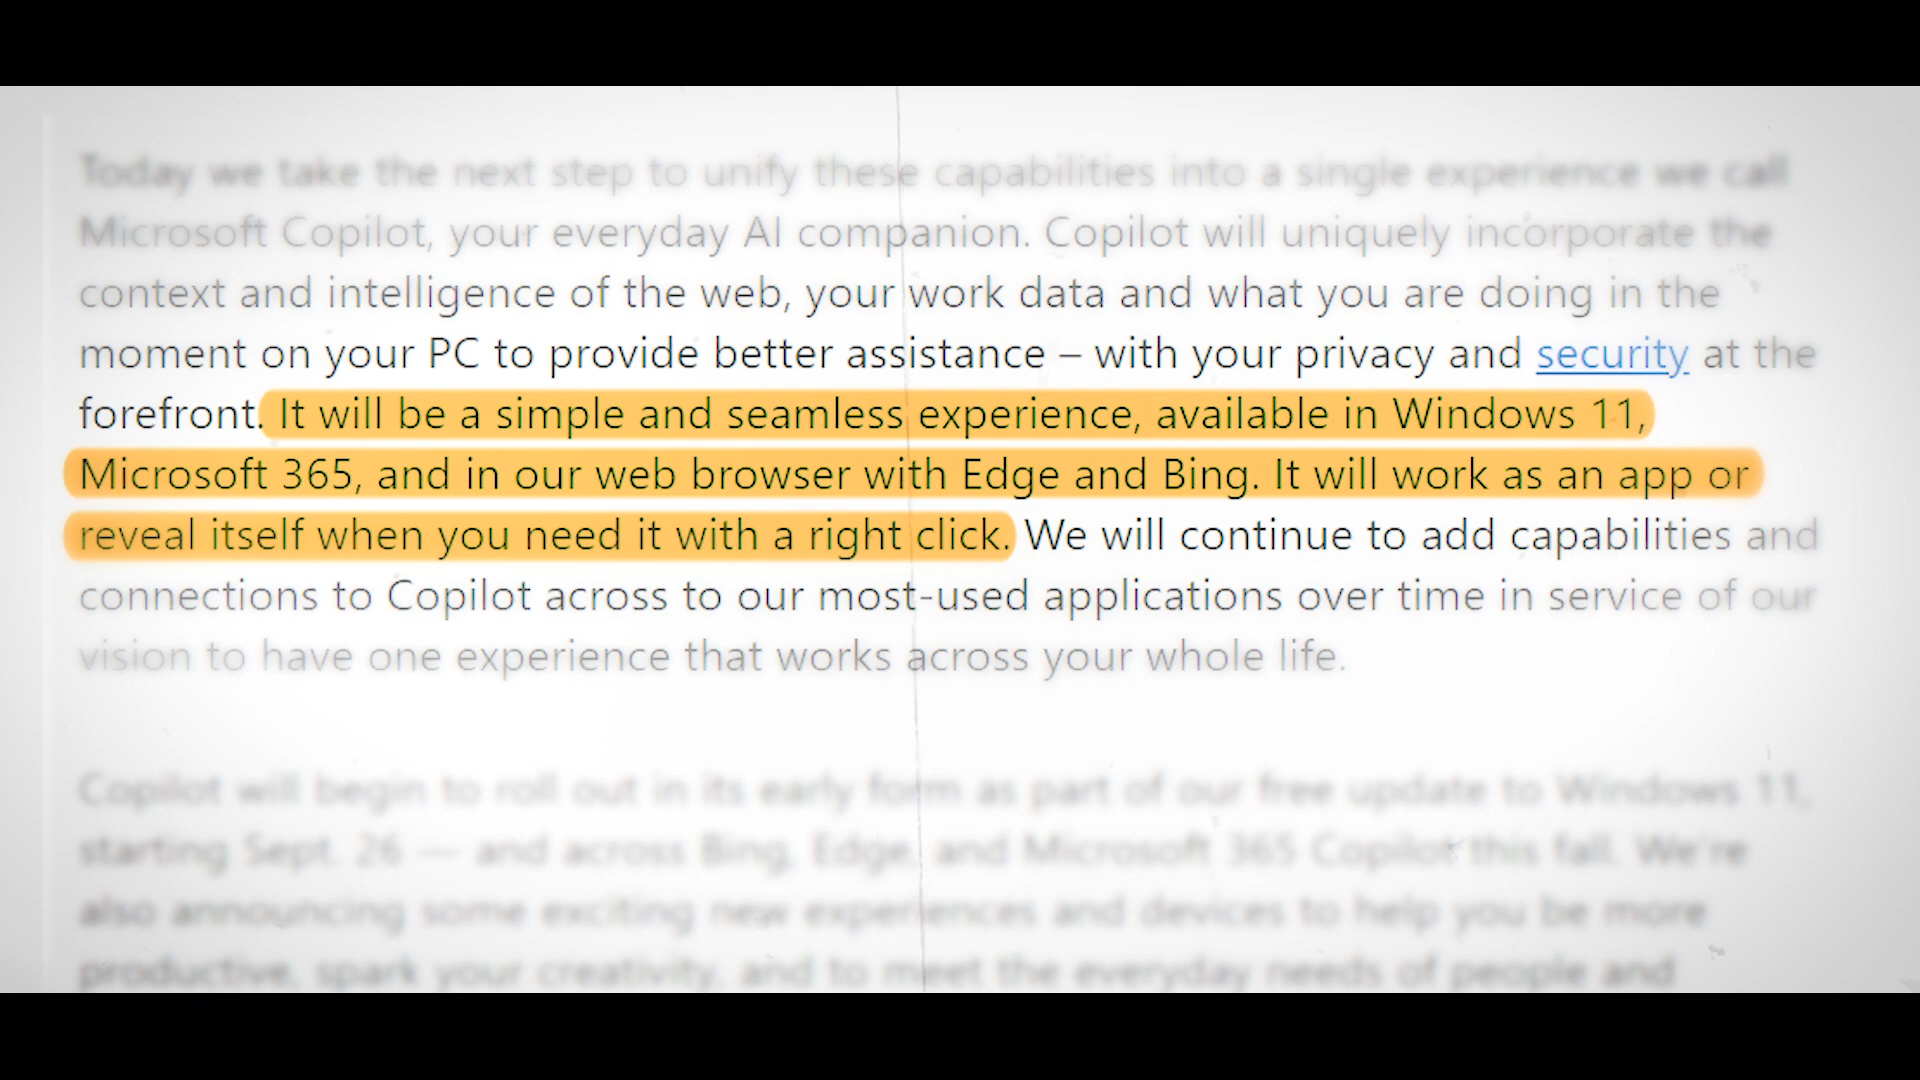 Today we take the next step to unify these capabilities into a single experience we call
Microsoft Copilot, your everyday AI companion. Copilot will uniquely incorporate the
context and intelligence of the web, your work data and what you are doing in the
moment on your PC to provide better assistance – with your privacy and security at the
forefront. It will be a simple and seamless experience, available in Windows 11,
Microsoft 365, and in our web browser with Edge and Bing. It will work as an app or
reveal itself when you need it with a right click. We will continue to add capabilities and
connections to Copilot across to our most-used applications over time in service of our
vision to have one experience that works across your whole life.
Copilot will begin to roll out in its early form as part of our free update to Windows 11,
starting Sept. 26 — and across Bing, Edge, and Microsoft 365 Copilot this fall. We're
also announcing some exciting new experiences and devices to help you be more
productive, spark your creativity, and to meet the everyday needs of people and